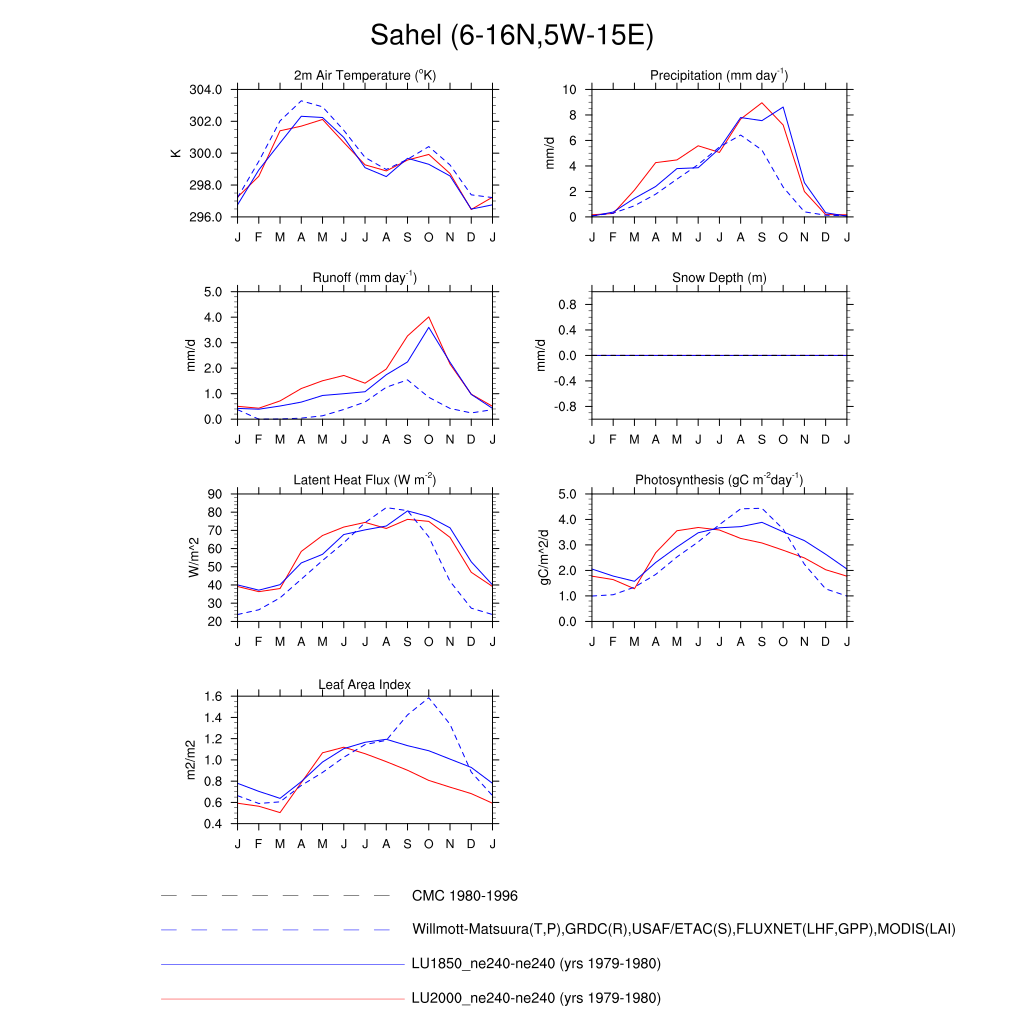 Sahel (6-16N,5W-15E)
2m Air Temperature (°K)
K
304.0
302.0
300.0
298.0
296.0
J F M A M J J A S O N D J
Precipitation (mm day-1)
mm/d
10
8
6
4
2
0
J F M A M J J A S O N D J
Runoff (mm day-1)
mm/d
5.0
4.0
3.0
2.0
1.0
0.0
J F M A M J J A S O N D J
Snow Depth (m)
mm/d
0.8
0.4
0.0
-0.4
-0.8
J F M A M J J A S O N D J
Latent Heat Flux (W m-2)
W/m^2
90
80
70
60
50
40
30
20
J F M A M J J A S O N D J
Photosynthesis (gC m-2day-1)
gC/m^2/d
5.0
4.0
3.0
2.0
1.0
0.0
J F M A M J J A S O N D J
Leaf Area Index
m2/m2
1.6
1.4
1.2
1.0
0.8
0.6
0.4
J F M A M J J A S O N D J
CMC 1980-1996
Willmott-Matsuura(T,P),GRDC(R),USAF/ETAC(S),FLUXNET(LHF,GPP),MODIS(LAI)
LU1850_ne240-ne240 (yrs 1979-1980)
LU2000_ne240-ne240 (yrs 1979-1980)